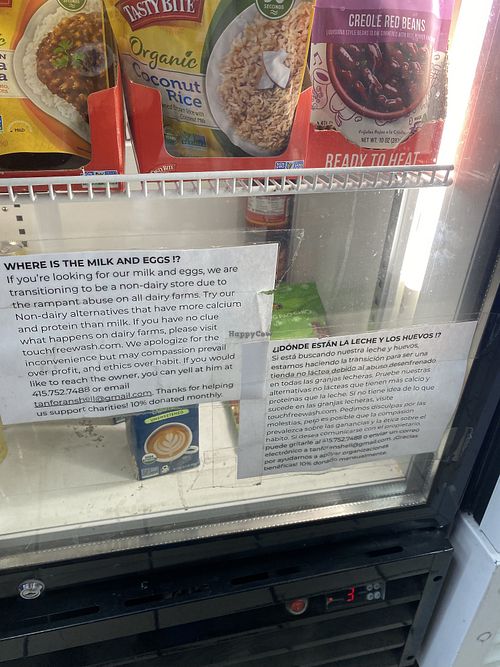 TASTY BITE
SECONDS
Organic
Coconut
Rice
CREOLE RED BEANS
NET WT. 10 OZ
READY TO HEAT
WHERE IS THE MILK AND EGGS !?
If you're looking for our milk and eggs, we are
transitioning to be a non-dairy store due to
the rampant abuse on all dairy farms. Try our
Non-dairy alternatives that have more calcium
and protein than milk. If you have no clue
what happens on dairy farms, please visit
touchfreewash.com. We apologize for the
inconvenience but may compassion prevail
over profit, and ethics over habit. If you would
like to reach the owner, you can yell at him at
415.752.7488 or email
tanforanshell@gmail.com. Thanks for helping
us support charities! 10% donated monthly.
HappyCow
¿¡DÓNDE ESTÁN LA LECHE Y LOS HUEVOS !?
Si está buscando nuestra leche y huevos,
estamos haciendo la transición para ser una
tienda no láctea debido al abuso desenfrenado
en todas las granjas lecheras. Pruebe nuestras
alternativas no lácteas que tienen más calcio y
proteínas que la leche. Si no tiene idea de lo que
sucede en las granjas lecheras, visite
touchfreewash.com. Pedimos disculpas por las
molestias, pero es posible que la compasión
prevalezca sobre las ganancias y la ética sobre el
hábito. Si desea comunicarse con el propietario,
puede gritarle al 415.752.7488 o enviar un correo
electrónico a tanforanshell@gmail.com. ¡Gracias
por ayudarnos a apoyar organizaciones
benéficas! 10% donado mensualmente.
UNSWEETENED
3